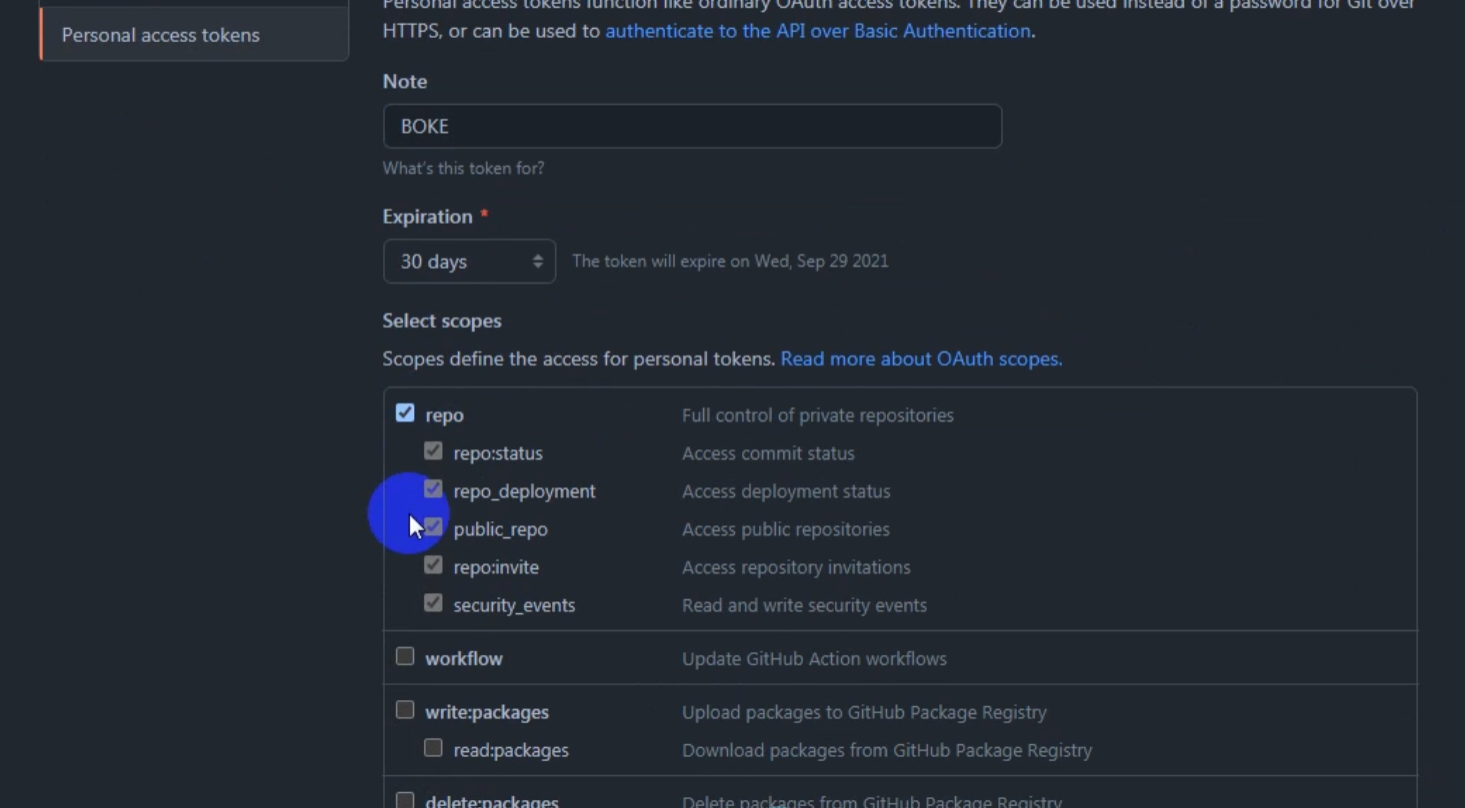 Personal access tokens function like ordinary OAuth access tokens. They can be used instead of a password for Git over
Personal access tokens
HTTPS, or can be used to authenticate to the API over Basic Authentication.
Note
BOKE
What's this token for?
Expiration *
30 days The token will expire on Wed, Sep 29 2021
Select scopes
Scopes define the access for personal tokens. Read more about OAuth scopes.
repo Full control of private repositories
repo:status Access commit status
repo_deployment Access deployment status
public_repo Access public repositories
repo:invite Access repository invitations
security_events Read and write security events
workflow Update GitHub Action workflows
write:packages Upload packages to GitHub Package Registry
read:packages Download packages from GitHub Package Registry
delete:packages Delete packages from GitHub Package Registry